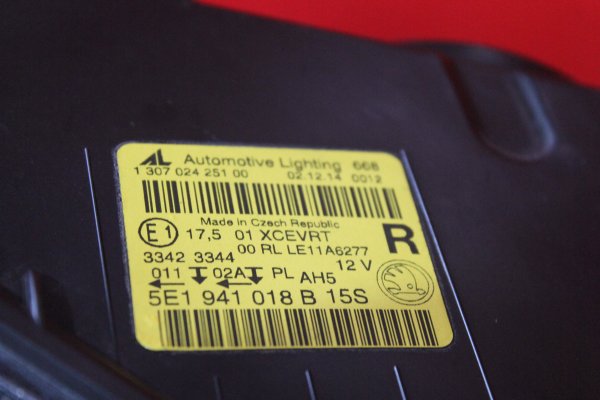 AL Automotive Lighting 668
1 307 024 251 00 02.12.14 0012
Made in Czech Republic
E1 17,5 01 XCEVRT R
00 RL LE11A6277
3342 3344 12 V
011 02A PL AH5
5E1 941 018 B 15S